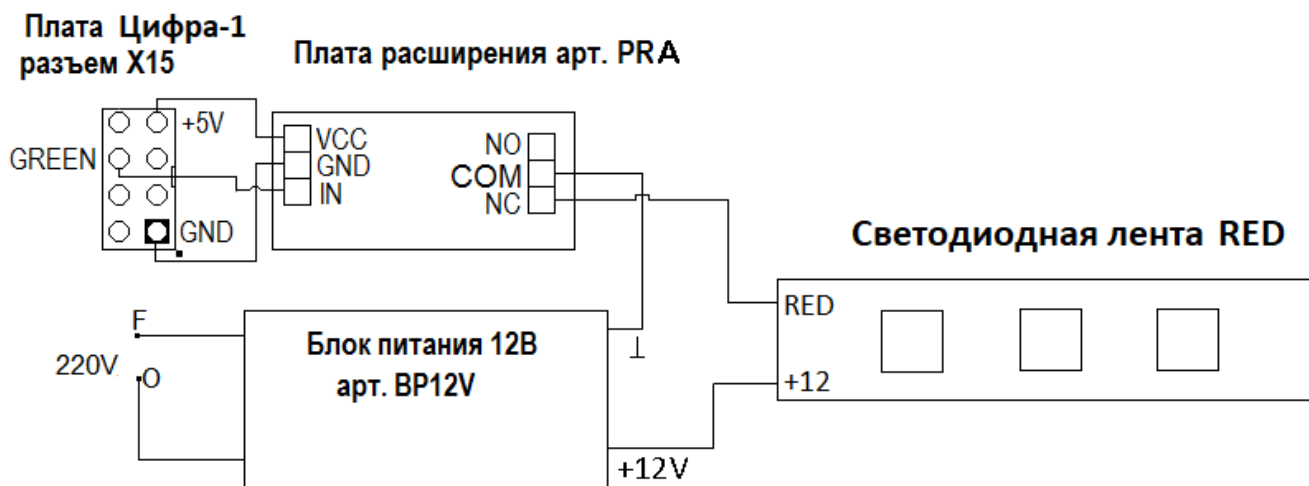 Плата Цифра-1
разъем X15
Плата расширения арт. PRA
+5V
GREEN
GND
VCC
GND
IN
NO
COM
NC
Светодиодная лента RED
RED
+12
F
220V
O
Блок питания 12В
арт. BP12V
⊥
+12V